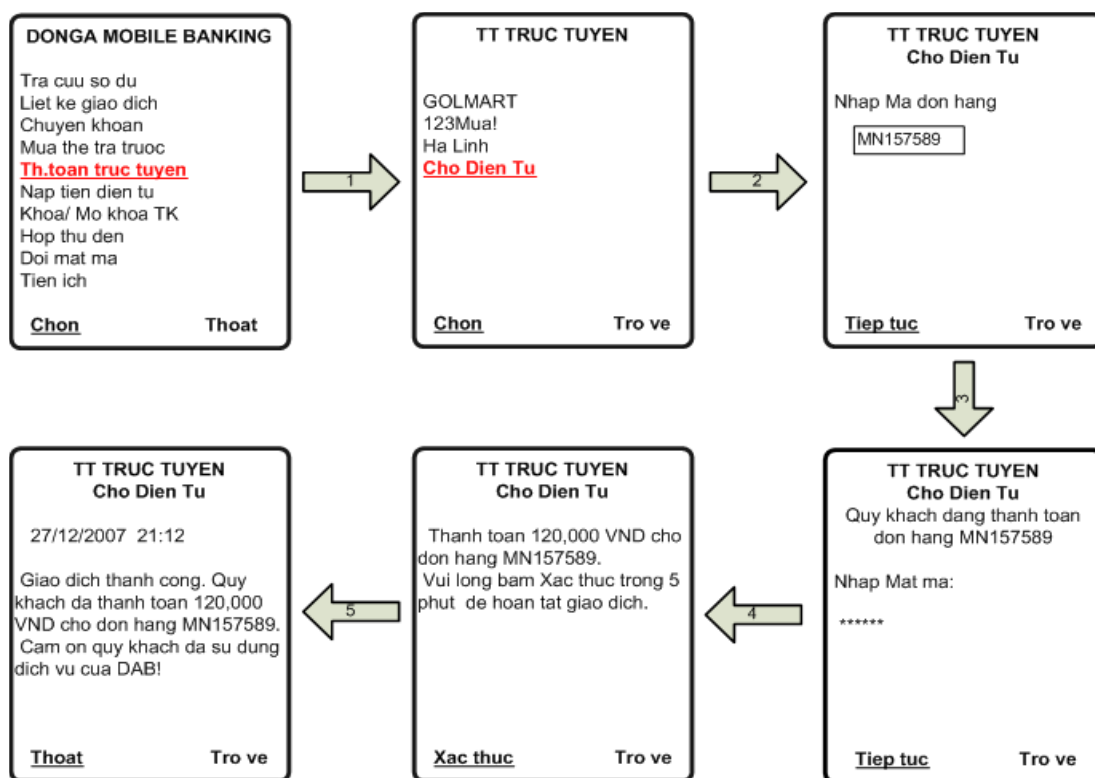 DONGA MOBILE BANKING
Tra cuu so du
Liet ke giao dich
Chuyen khoan
Mua the tra truoc
Th.toan truc tuyen
Nap tien dien tu
Khoa/ Mo khoa TK
Hop thu den
Doi mat ma
Tien ich
Chon Thoat
1
TT TRUC TUYEN
GOLMART
123Mua!
Ha Linh
Cho Dien Tu
Chon Tro ve
2
TT TRUC TUYEN
Cho Dien Tu
Nhap Ma don hang
MN157589
Tiep tuc Tro ve
3
TT TRUC TUYEN
Cho Dien Tu
Quy khach dang thanh toan
don hang MN157589
Nhap Mat ma:
******
Tiep tuc Tro ve
4
TT TRUC TUYEN
Cho Dien Tu
Thanh toan 120,000 VND cho
don hang MN157589.
Vui long bam Xac thuc trong 5
phut de hoan tat giao dich.
Xac thuc Tro ve
5
TT TRUC TUYEN
Cho Dien Tu
27/12/2007 21:12
Giao dich thanh cong. Quy
khach da thanh toan 120,000
VND cho don hang MN157589.
Cam on quy khach da su dung
dich vu cua DAB!
Thoat Tro ve